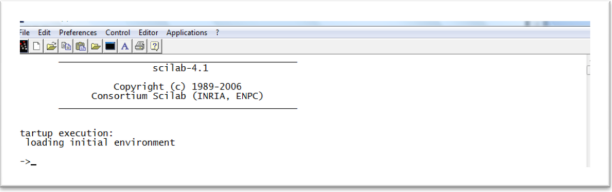 ile Edit Preferences Control Editor Applications ?
A ?
scilab-4.1
Copyright (c) 1989-2006
Consortium Scilab (INRIA, ENPC)
tartup execution:
loading initial environment
->_